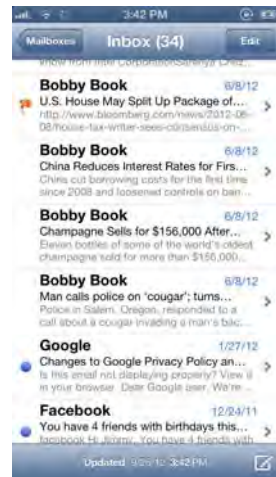 3:42 PM
Mailboxes Inbox (34) Edit
know from Intel Corporation
Bobby Book 6/8/12
U.S. House May Split Up Package of...
http://www.bloomberg.com/news/2012-06-
08/house-tax-writer-sees-consensus-on-...
Bobby Book 6/8/12
China Reduces Interest Rates for Firs...
China cut borrowing costs for the first time
since 2008 and loosened controls on ban...
Bobby Book 6/8/12
Champagne Sells for $156,000 After...
Eleven bottles of some of the world's oldest
champagne sold for more than $156,000...
Bobby Book 6/8/12
Man calls police on 'cougar'; turns...
Police in Salem, Oregon, responded to a
call about a cougar invading a man's bac...
Google 1/27/12
Changes to Google Privacy Policy an...
Is this email not displaying properly? View it
in your browser. Dear Google user, We're...
Facebook 12/24/11
You have 4 friends with birthdays this...
facebook Hi Jimmy, You have 4 friends with
Updated 9/26/12 3:42 PM